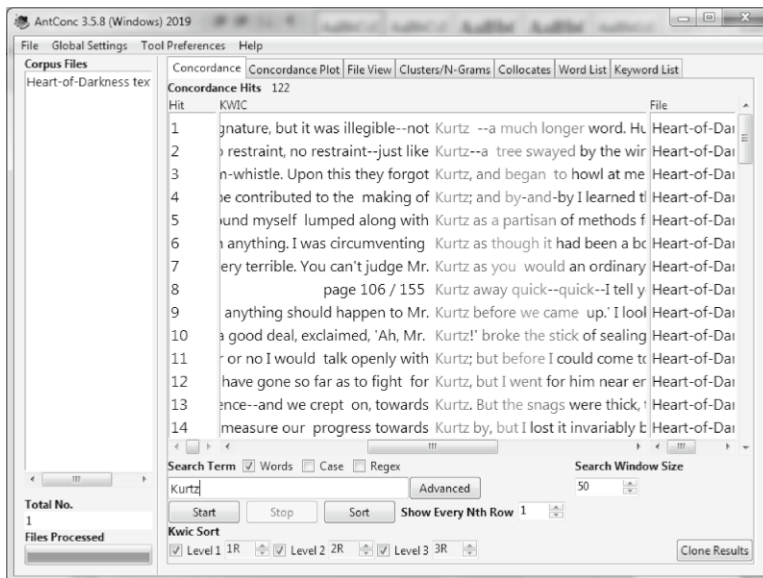 AntConc 3.5.8 (Windows) 2019
File Global Settings Tool Preferences Help
Corpus Files
Heart-of-Darkness tex
Concordance Concordance Plot File View Clusters/N-Grams Collocates Word List Keyword List
Concordance Hits 122
Hit KWIC File
1 gnature, but it was illegible--not Kurtz --a much longer word. Hu Heart-of-Dar
2 restraint, no restraint--just like Kurtz--a tree swayed by the wir Heart-of-Dar
3 m-whistle. Upon this they forgot Kurtz, and began to howl at me Heart-of-Dar
4 be contributed to the making of Kurtz; and by-and-by I learned tl Heart-of-Dar
5 ound myself lumped along with Kurtz as a partisan of methods f Heart-of-Dar
6 anything. I was circumventing Kurtz as though it had been a bo Heart-of-Dar
7 ery terrible. You can't judge Mr. Kurtz as you would an ordinary Heart-of-Dar
8 page 106 / 155 Kurtz away quick--quick--I tell y Heart-of-Dar
9 anything should happen to Mr. Kurtz before we came up.' I lool Heart-of-Dar
10 a good deal, exclaimed, 'Ah, Mr. Kurtz!' broke the stick of sealing Heart-of-Dar
11 r or no I would talk openly with Kurtz; but before I could come to Heart-of-Dar
12 have gone so far as to fight for Kurtz, but I went for him near er Heart-of-Dar
13 ence--and we crept on, towards Kurtz. But the snags were thick, Heart-of-Dar
14 measure our progress towards Kurtz by, but I lost it invariably b Heart-of-Dar
Search Term Words Case Regex Search Window Size
Kurtz Advanced 50
Total No.
1
Start Stop Sort Show Every Nth Row 1
Files Processed
Kwic Sort
Level 1 1R Level 2 2R Level 3 3R Clone Results